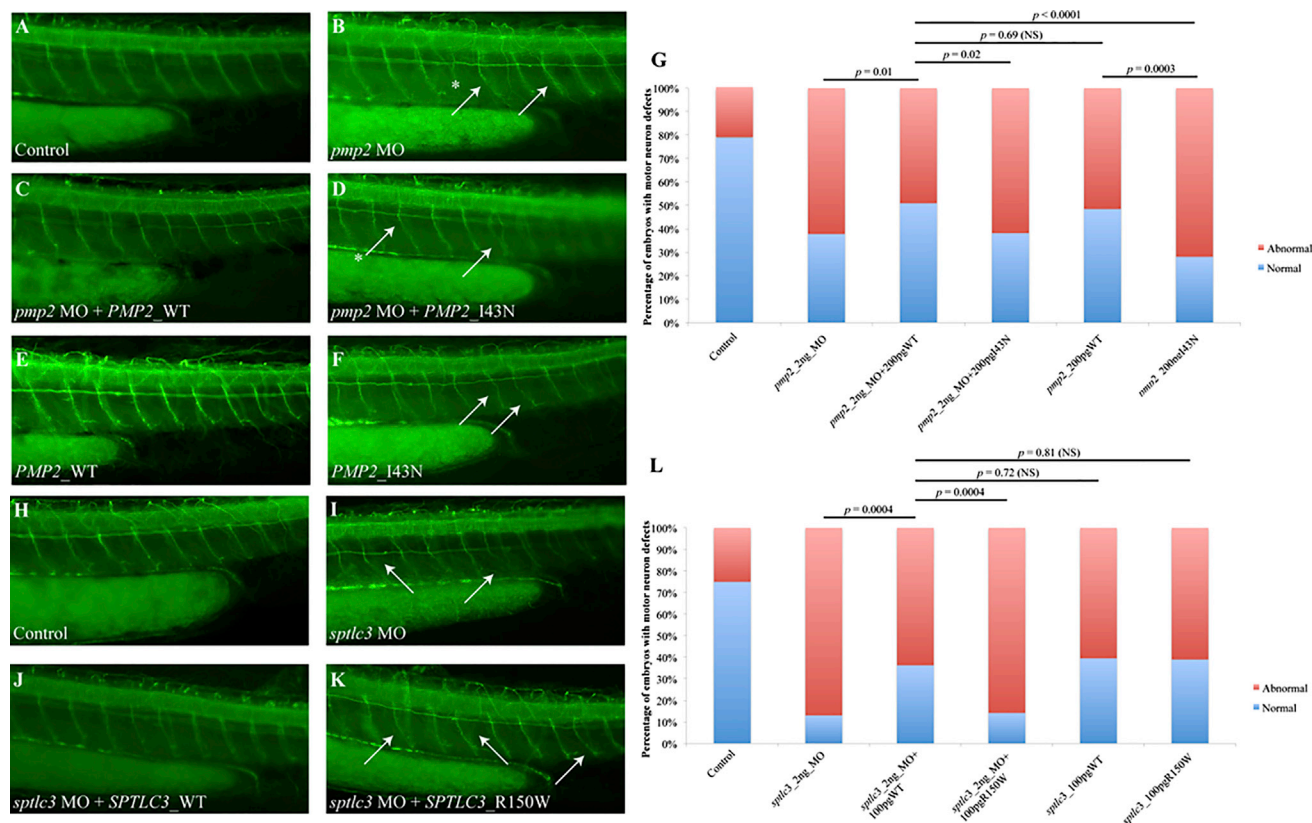 A
Control
B
*
pmp2 MO
C
pmp2 MO + PMP2_WT
D
*
pmp2 MO + PMP2_I43N
E
PMP2_WT
F
PMP2_I43N
H
Control
I
sptlc3 MO
J
sptlc3 MO + SPTLC3_WT
K
sptlc3 MO + SPTLC3_R150W
G
p < 0.0001
p = 0.69 (NS)
p = 0.02
p = 0.01
p = 0.0003
Percentage of embryos with motor neuron defects
100%
90%
80%
70%
60%
50%
40%
30%
20%
10%
0%
Abnormal
Normal
Control
pmp2_2ng_MO
pmp2_2ng_MO+200pgWT
pmp2_2ng_MO+200pgI43N
pmp2_200pgWT
L
p = 0.81 (NS)
p = 0.72 (NS)
p = 0.0004
p = 0.0004
Percentage of embryos with motor neuron defects
100%
90%
80%
70%
60%
50%
40%
30%
20%
10%
0%
Abnormal
Normal
Control
sptlc3_2ng_MO
sptlc3_2ng_MO+
100pgWT
sptlc3_2ng_MO+
100pgR150W
sptlc3_100pgWT
sptlc3_100pgR150W